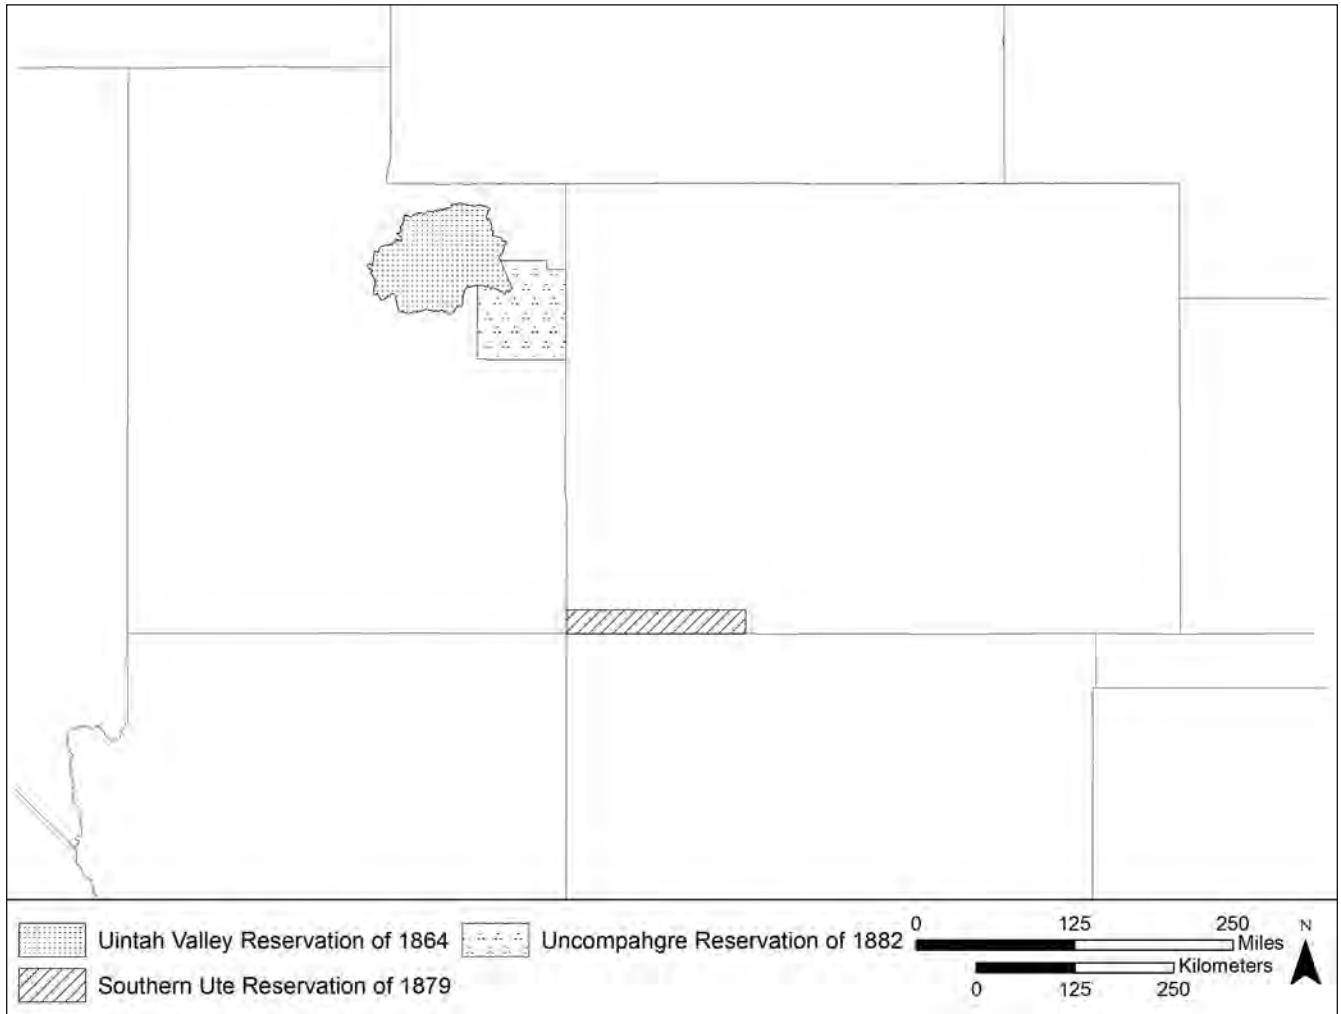 Uintah Valley Reservation of 1864
Southern Ute Reservation of 1879
Uncompahgre Reservation of 1882
0 125 250
Miles
Kilometers
0 125 250
N